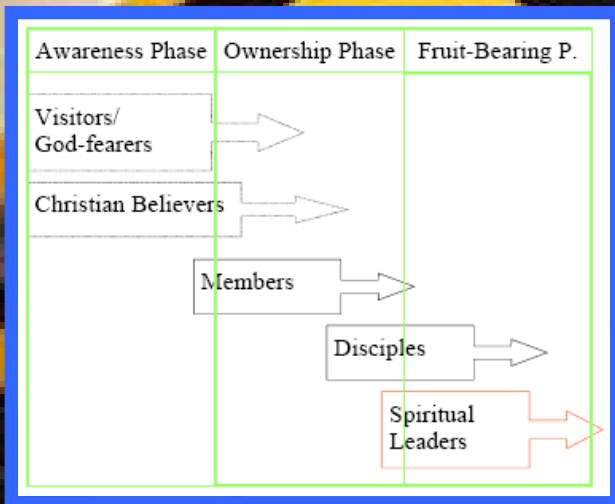 Awareness Phase Ownership Phase Fruit-Bearing P.
Visitors/
God-fearers
Christian Believers
Members
Disciples
Spiritual
Leaders